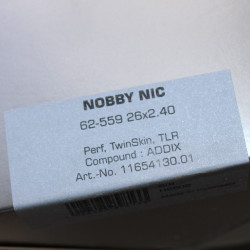 NOBBY NIC
62-559 26x2.40
Perf, TwinSkin, TLR
Compound : ADDIX
Art.-No. 11654130.01